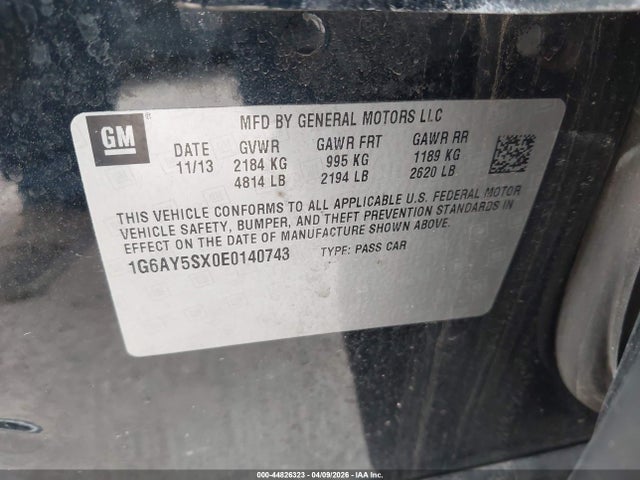 GM
MFD BY GENERAL MOTORS LLC
DATE GVWR GAWR FRT GAWR RR
11/13 2184 KG 995 KG 1189 KG
4814 LB 2194 LB 2620 LB
THIS VEHICLE CONFORMS TO ALL APPLICABLE U.S. FEDERAL MOTOR
VEHICLE SAFETY, BUMPER, AND THEFT PREVENTION STANDARDS IN
EFFECT ON THE DATE OF MANUFACTURE SHOWN ABOVE.
1G6AY5SX0E0140743 TYPE: PASS CAR
000-44826323 - 04/09/2026 - IAA Inc.